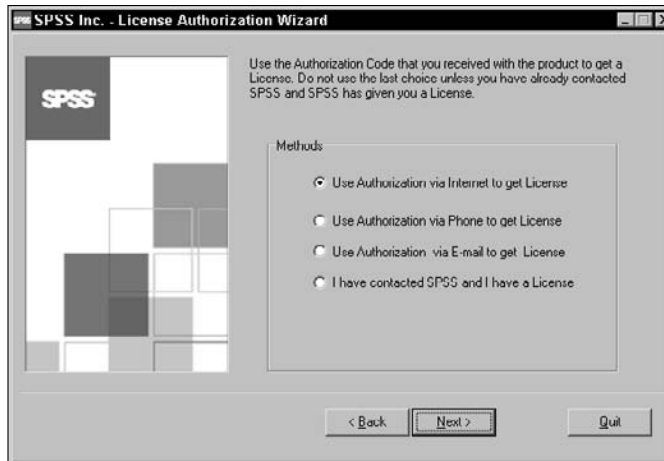 SPSS SPSS Inc. - License Authorization Wizard
SPSS
Use the Authorization Code that you received with the product to get a
License. Do not use the last choice unless you have already contacted
SPSS and SPSS has given you a License.
Methods
Use Authorization via Internet to get License
Use Authorization via Phone to get License
Use Authorization via E-mail to get License
I have contacted SPSS and I have a License
< Back
Next >
Quit